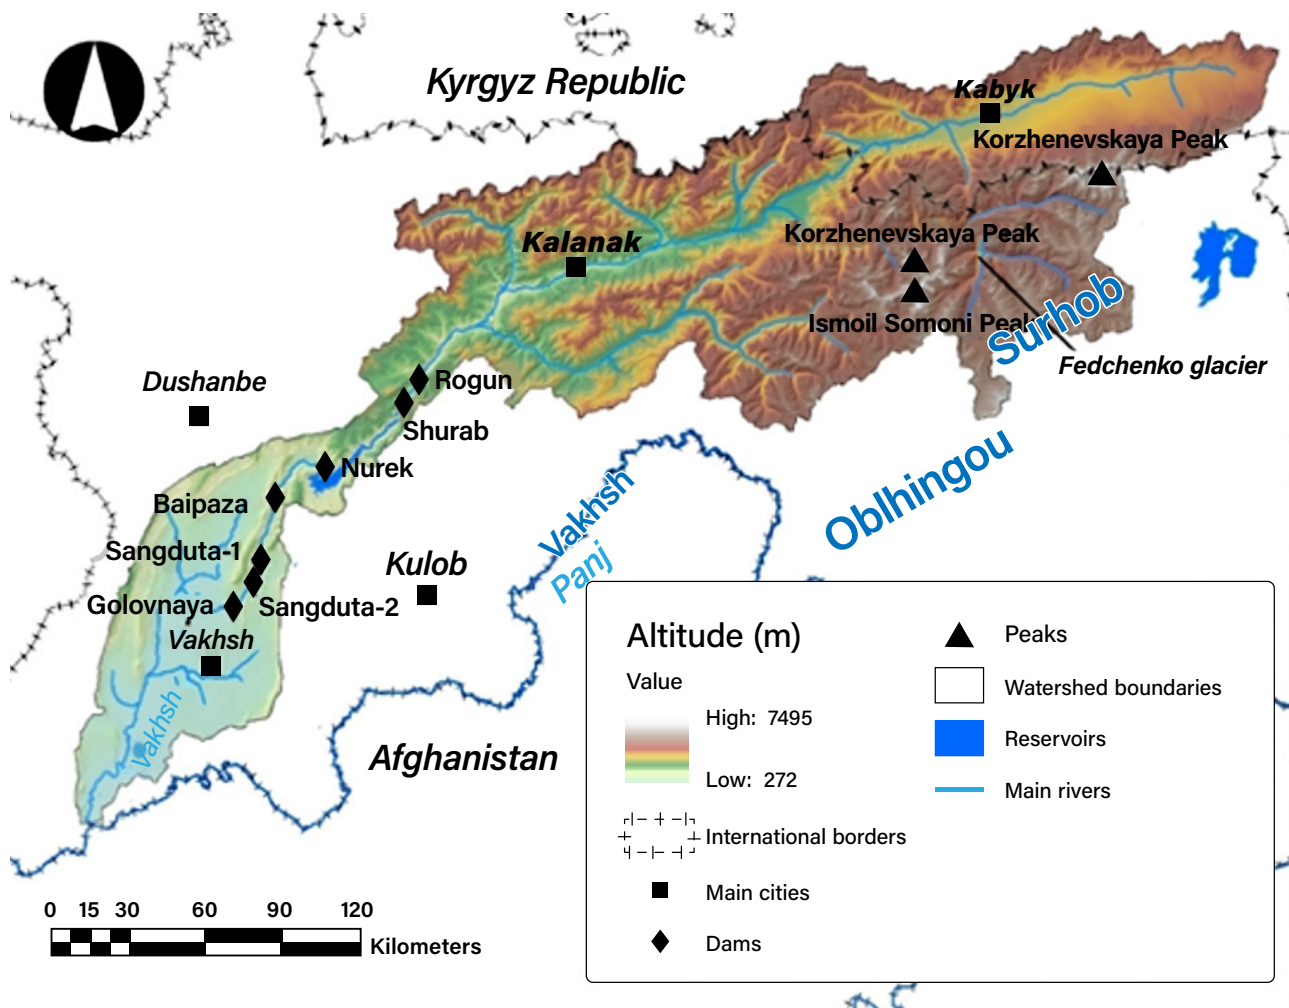 Kyrgyz Republic
Kabyk
Korzhenevskaya Peak
Kalanak
Korzhenevskaya Peak
Ismoil Somoni Peak
Surhob
Fedchenko glacier
Dushanbe
Rogun
Shurab
Nurek
Baipaza
Vakhsh
Oblhingou
Sangduta-1
Kulob
Panj
Golovnaya
Sangduta-2
Vakhsh
Vakhsh
Afghanistan
Altitude (m)
Value
High: 7495
Low: 272
International borders
Main cities
Dams
Peaks
Watershed boundaries
Reservoirs
Main rivers
0 15 30 60 90 120
Kilometers